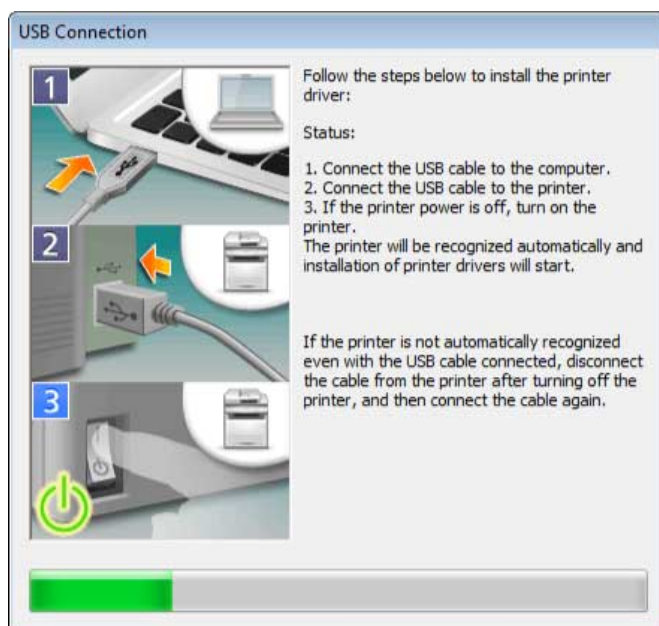 USB Connection
1
2
3
Follow the steps below to install the printer
driver:
Status:
1. Connect the USB cable to the computer.
2. Connect the USB cable to the printer.
3. If the printer power is off, turn on the
printer.
The printer will be recognized automatically and
installation of printer drivers will start.
If the printer is not automatically recognized
even with the USB cable connected, disconnect
the cable from the printer after turning off the
printer, and then connect the cable again.